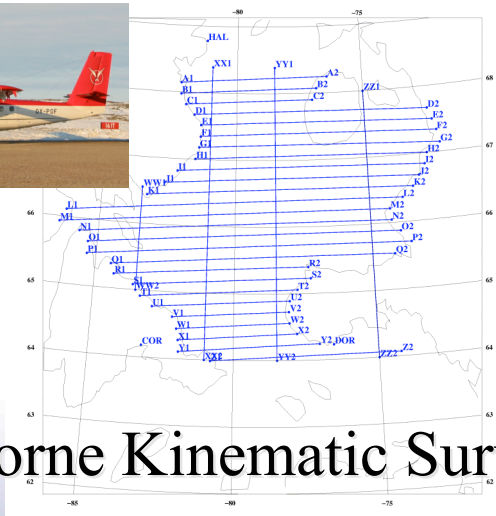 -80
-75
HAL
XX1
YY1
A1
A2
68
B1
B2
ZZ1
C1
C2
D1
D2
E1
E2
F1
F2
G1
G2
H1
H2
67
I1
I2
J1
J2
WW1
K1
K2
L1
L2
M1
M2
66
N1
N2
O1
O2
P1
P2
Q1
Q2
R1
R2
S1
S2
WW2
T1
T2
65
U1
U2
V1
V2
W1
W2
X1
X2
COR
Y1
Y2
DOR
Z2
YY2
ZZ2
64
63
orne Kinematic Sur
62
-85
-80
-75